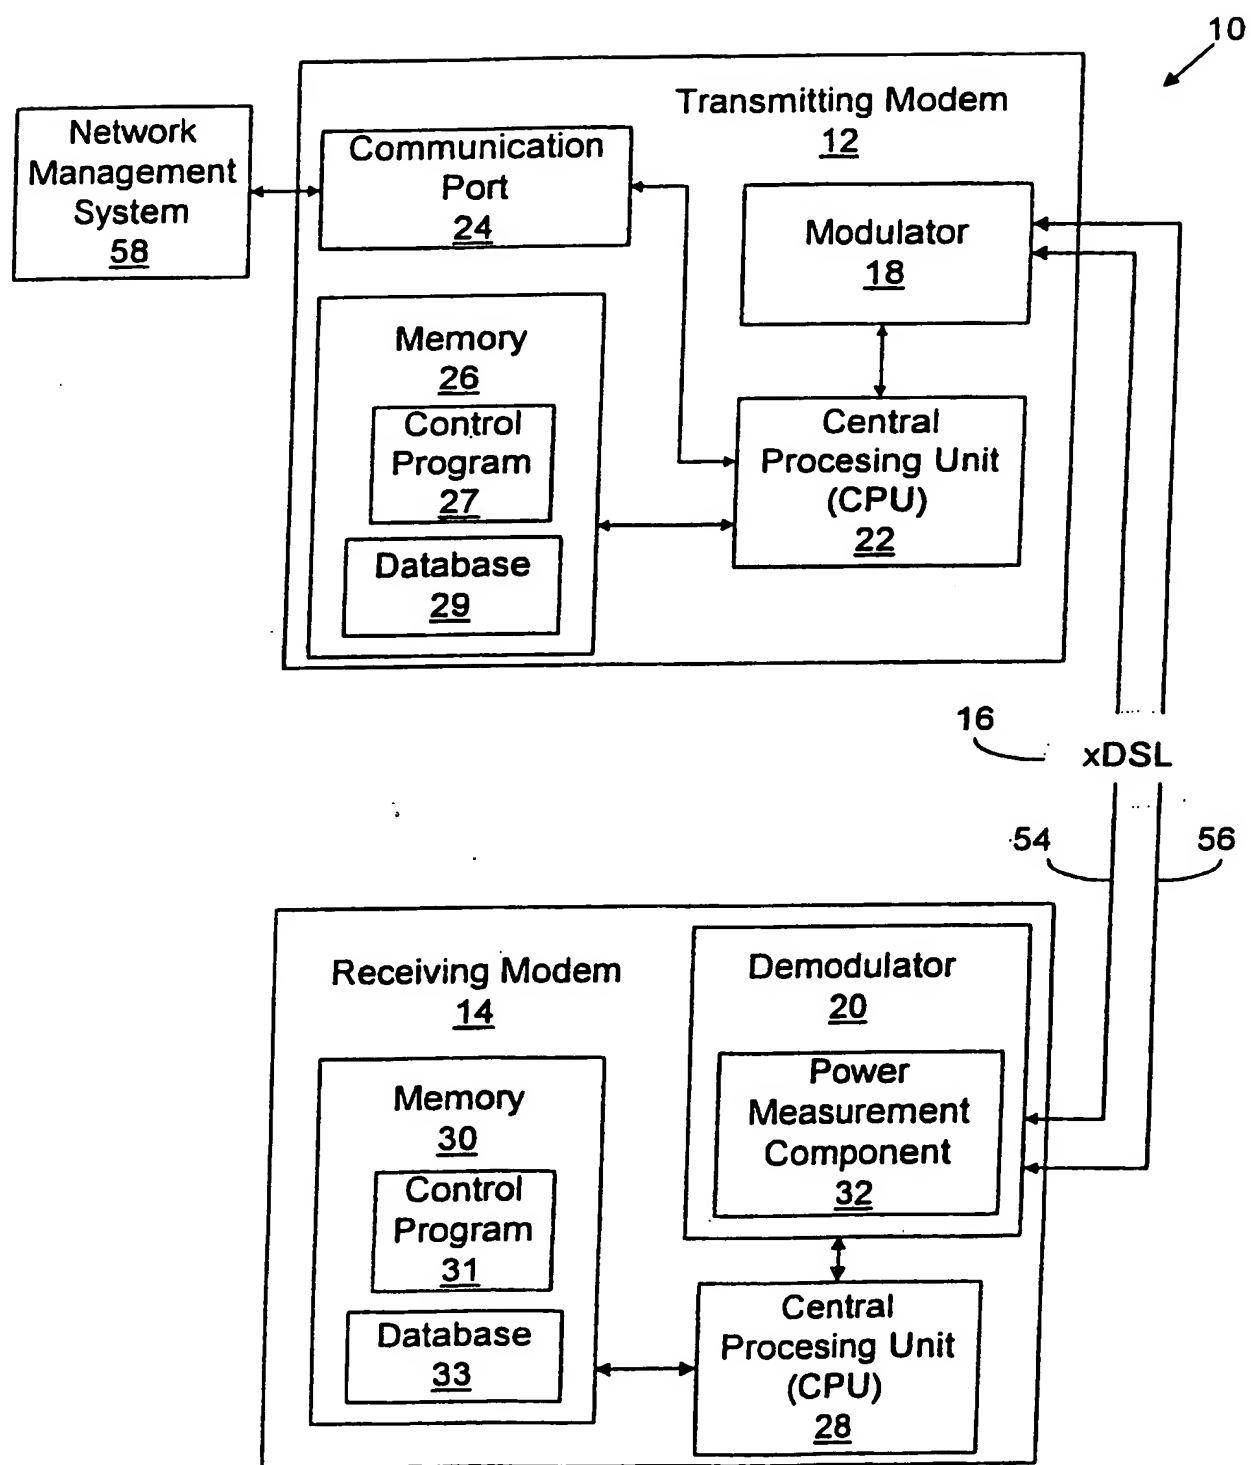 10
Network
Management
System
58
Transmitting Modem
12
Communication
Port
24
Modulator
18
Memory
26
Control
Program
27
Database
29
Central
Procesing Unit
(CPU)
22
16
xDSL
54
56
Receiving Modem
14
Demodulator
20
Power
Measurement
Component
32
Memory
30
Control
Program
31
Database
33
Central
Procesing Unit
(CPU)
28